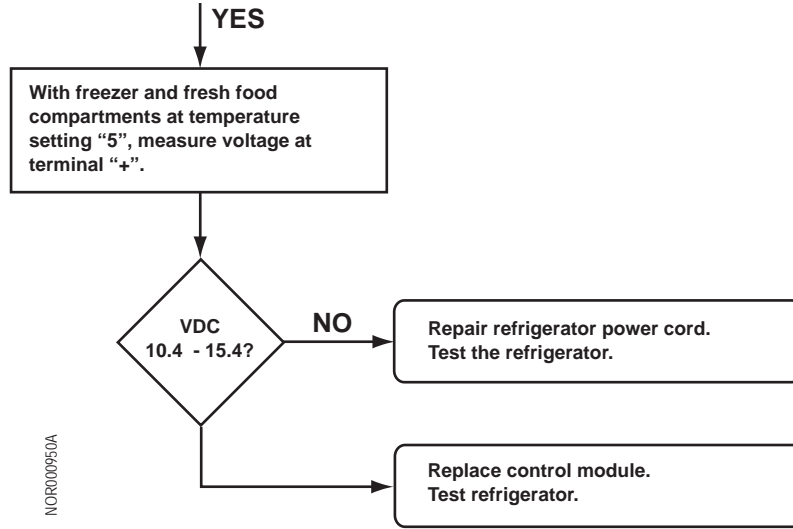 YES
With freezer and fresh food
compartments at temperature
setting “5”, measure voltage at
terminal “+”.
VDC
10.4 - 15.4?
NO
Repair refrigerator power cord.
Test the refrigerator.
Replace control module.
Test refrigerator.
NOR000950A